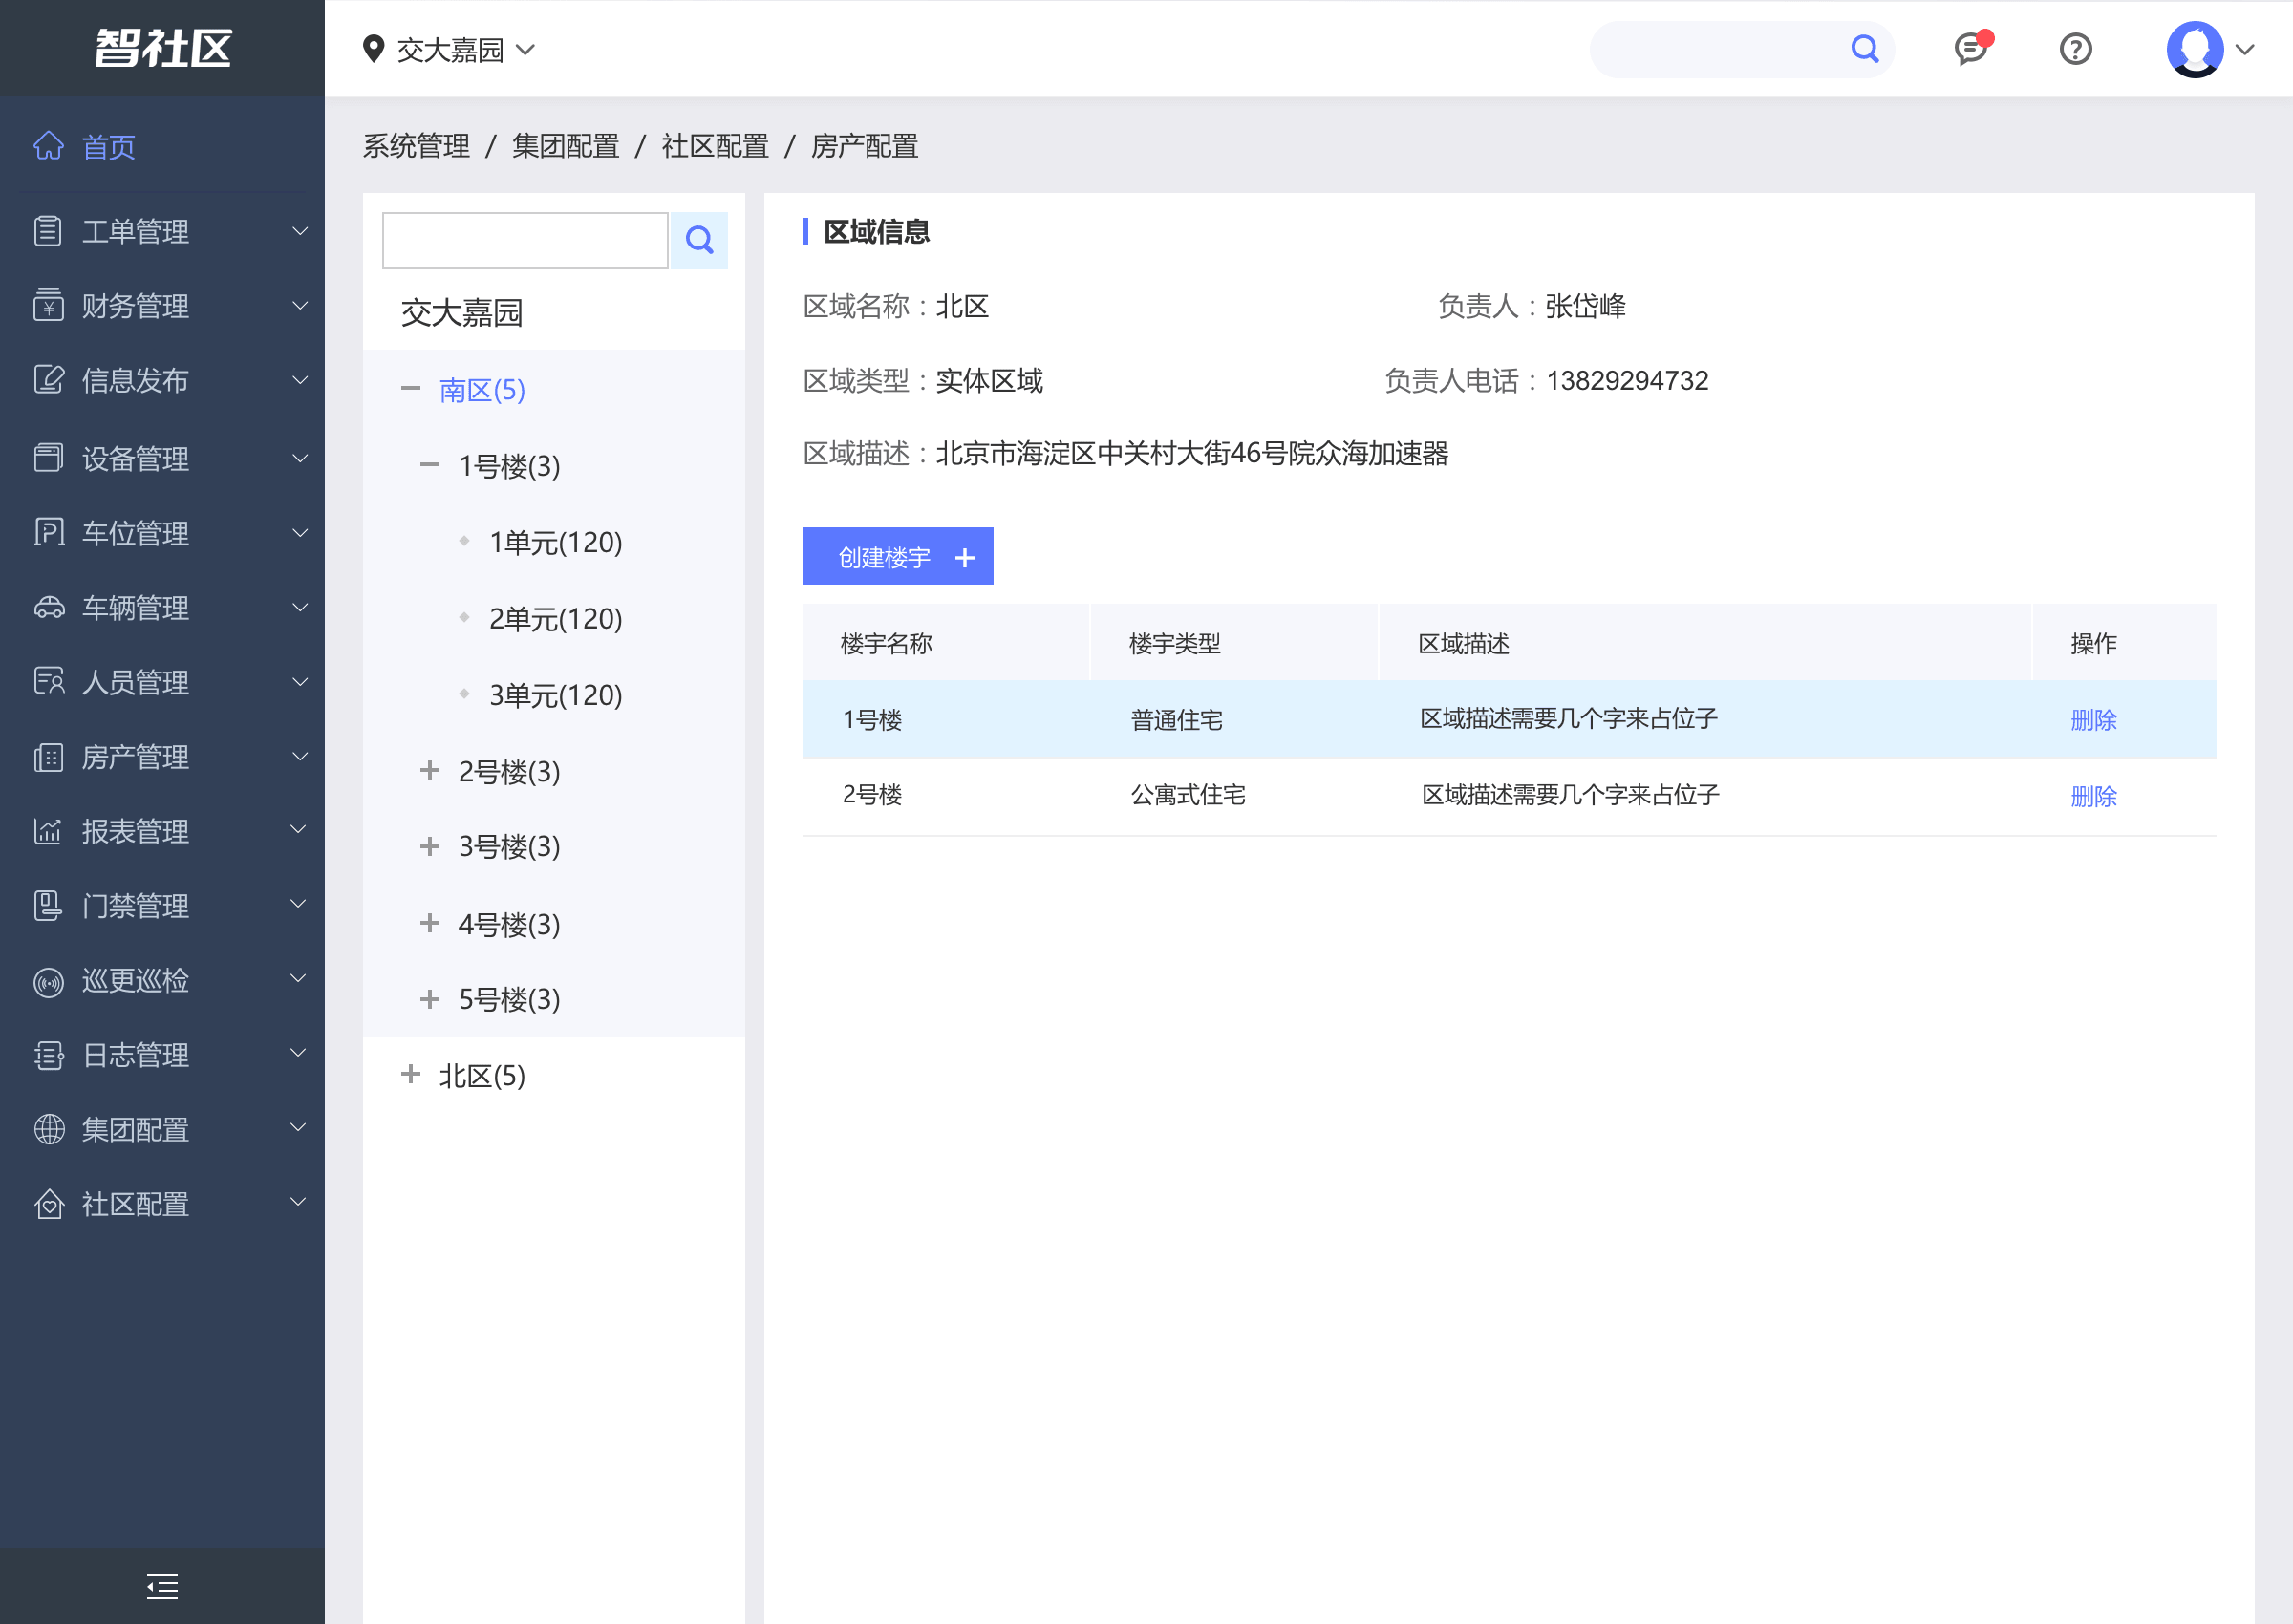 智社区
交大嘉园
首页
工单管理
财务管理
信息发布
设备管理
车位管理
车辆管理
人员管理
房产管理
报表管理
门禁管理
巡更巡检
日志管理
集团配置
社区配置
系统管理 / 集团配置 / 社区配置 / 房产配置
交大嘉园
南区(5)
1号楼(3)
1单元(120)
2单元(120)
3单元(120)
2号楼(3)
3号楼(3)
4号楼(3)
5号楼(3)
北区(5)
区域信息
区域名称：北区 负责人：张岱峰
区域类型：实体区域 负责人电话：13829294732
区域描述：北京市海淀区中关村大街46号院众海加速器
创建楼宇 +
楼宇名称 楼宇类型 区域描述 操作
1号楼 普通住宅 区域描述需要几个字来占位子 删除
2号楼 公寓式住宅 区域描述需要几个字来占位子 删除